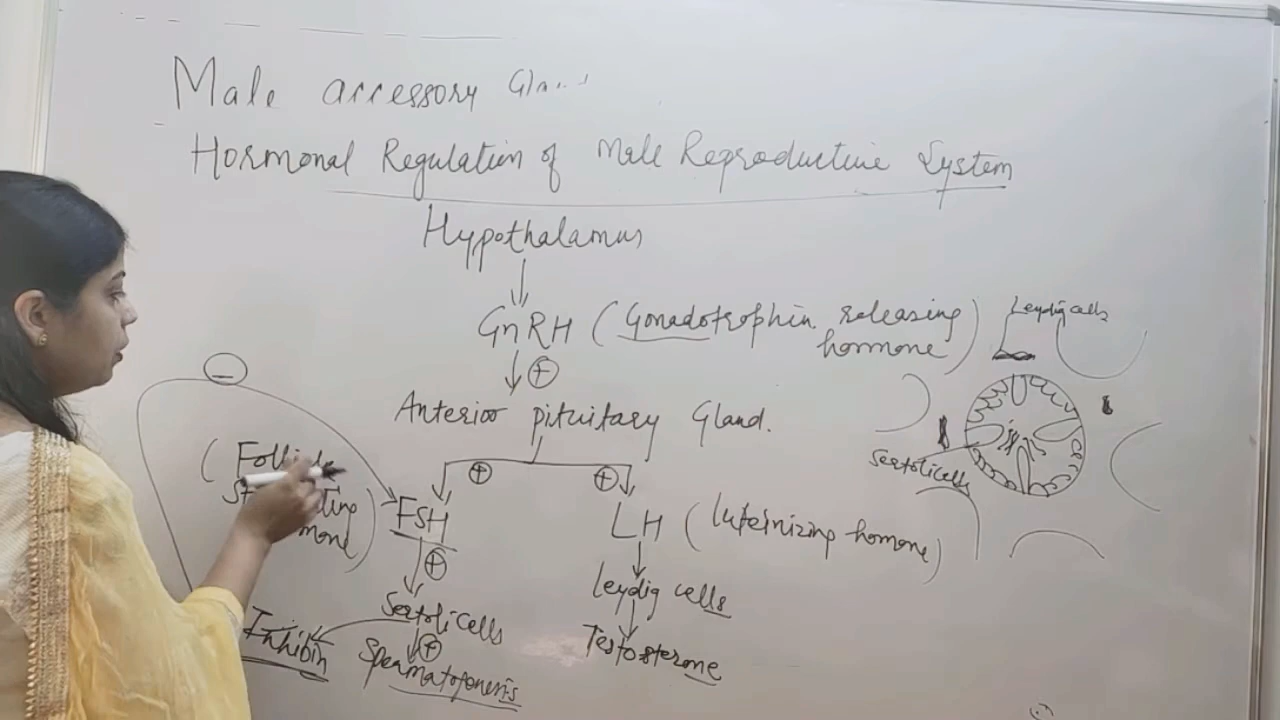 Male accessory
Hormonal Regulation of Male Reproductive System
Hypothalamus
GnRH (Gonadotrophin releasing
hormone)
+
Anterior pituitary Gland.
Leydig cells
Sertoli cells
−
+
+
(Follicle
FSH
LH (luteinizing hormone)
+
Leydig cells
Sertoli cells
Inhibin
+
Spermatogenesis
Testosterone